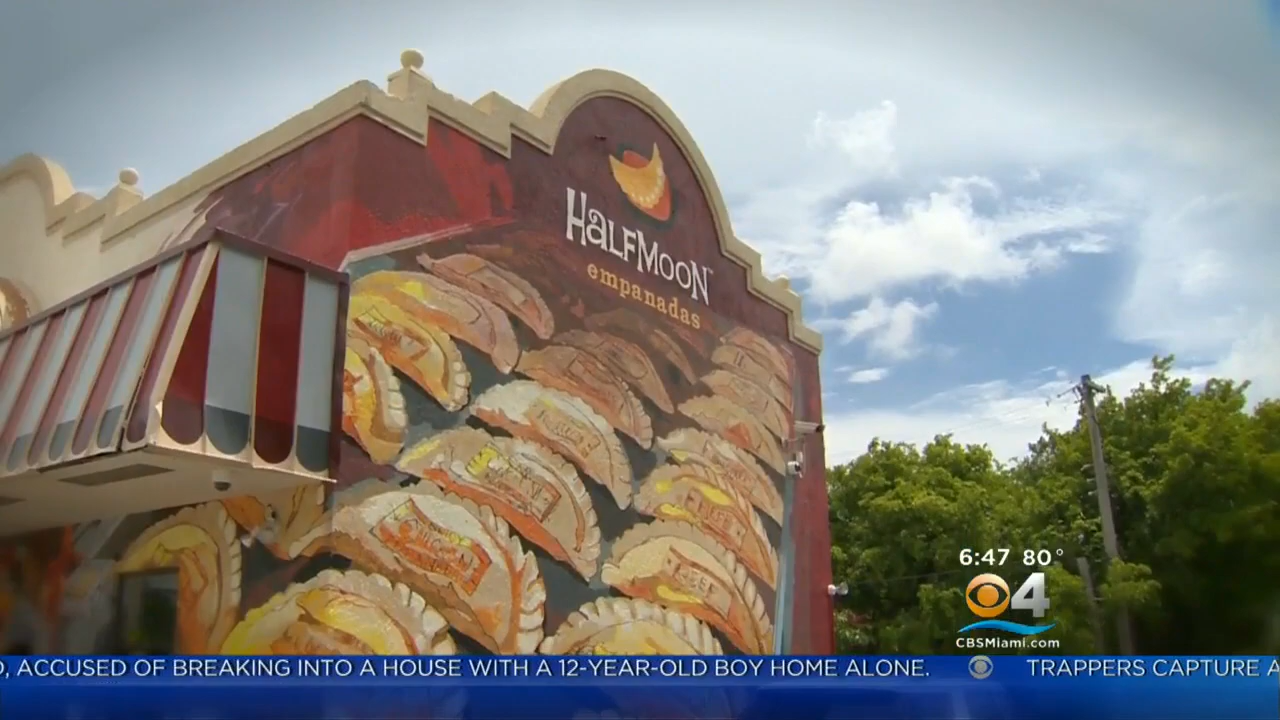 HALFMOON
empanadas
BEEF
6:47 80°
4
CBSMiami.com
, ACCUSED OF BREAKING INTO A HOUSE WITH A 12-YEAR-OLD BOY HOME ALONE. TRAPPERS CAPTURE A